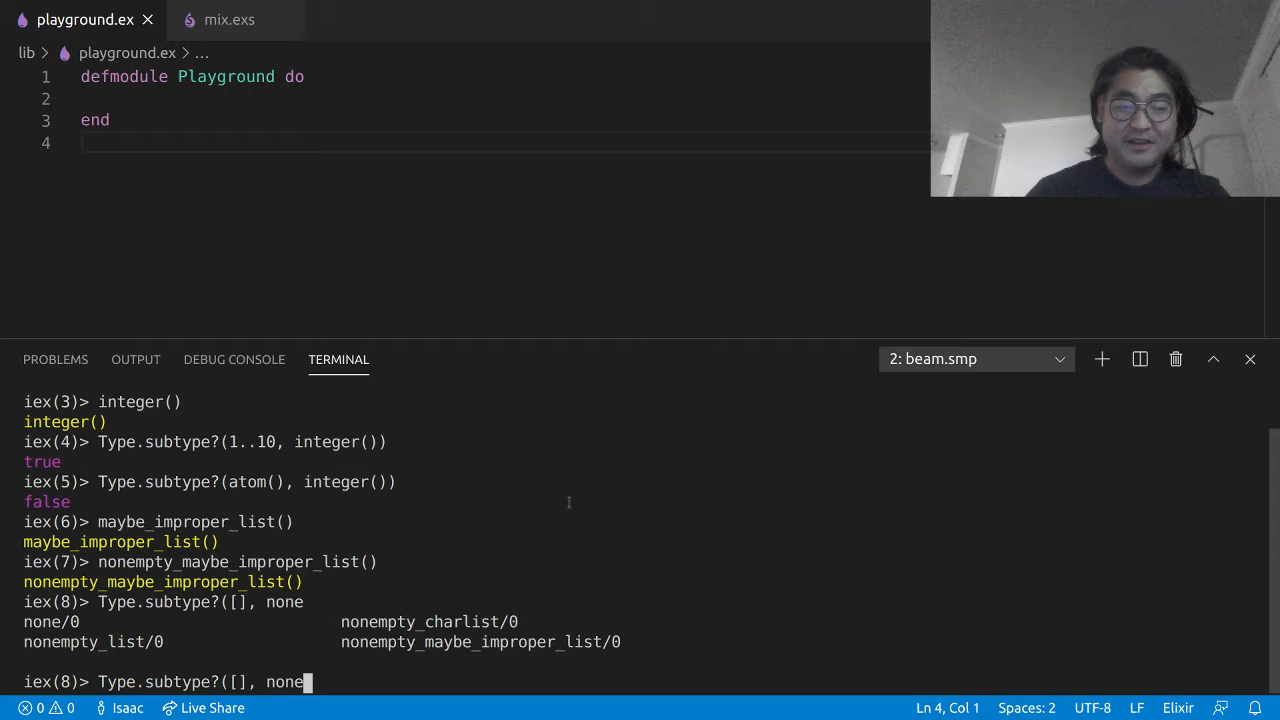 playground.ex
mix.exs
lib > playground.ex > ...
1 defmodule Playground do
2
3 end
4
PROBLEMS OUTPUT DEBUG CONSOLE TERMINAL 2: beam.smp
iex(3)> integer()
integer()
iex(4)> Type.subtype?(1..10, integer())
true
iex(5)> Type.subtype?(atom(), integer())
false
iex(6)> maybe_improper_list()
maybe_improper_list()
iex(7)> nonempty_maybe_improper_list()
nonempty_maybe_improper_list()
iex(8)> Type.subtype?([], none
none/0 nonempty_charlist/0
nonempty_list/0 nonempty_maybe_improper_list/0
iex(8)> Type.subtype?([], none
0 0 Isaac Live Share Ln 4, Col 1 Spaces: 2 UTF-8 LF Elixir